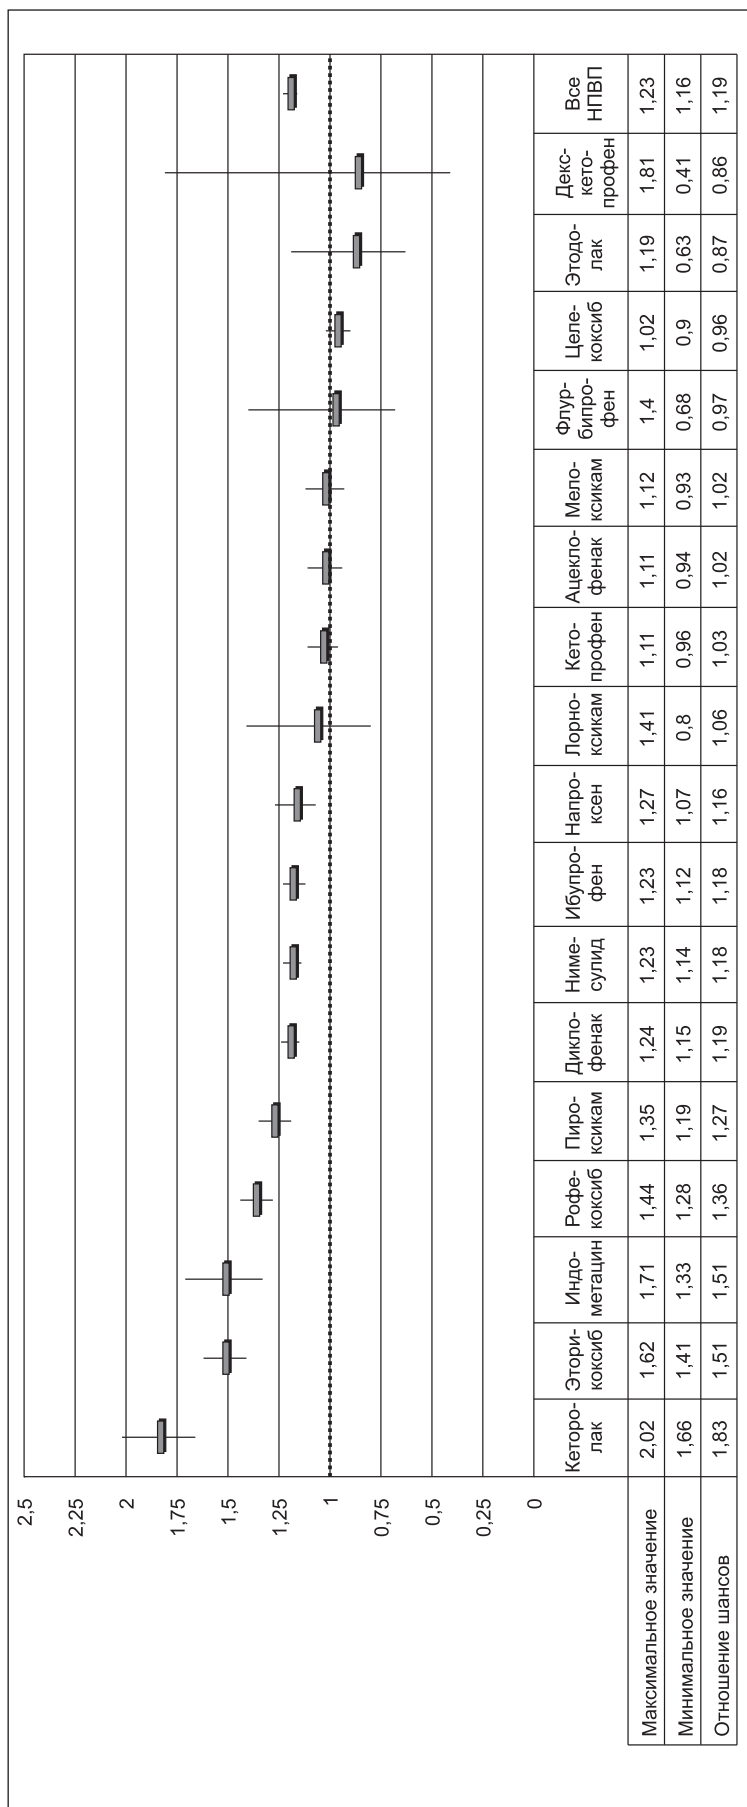 2,5
2,25
2
1,75
1,5
1,25
1
0,75
0,5
0,25
0
Кеторо-
лак
Этори-
коксиб
Индо-
метацин
Рофе-
коксиб
Пиро-
ксикам
Дикло-
фенак
Ниме-
сулид
Ибупро-
фен
Напро-
ксен
Лорно-
ксикам
Кето-
профен
Ацекло-
фенак
Мело-
ксикам
Флур-
бипро-
фен
Целе-
коксиб
Этодо-
лак
Декс-
кето-
профен
Все
НПВП
Максимальное значение 2,02 1,62 1,71 1,44 1,35 1,24 1,23 1,23 1,27 1,41 1,11 1,11 1,12 1,4 1,02 1,19 1,81 1,23
Минимальное значение 1,66 1,41 1,33 1,28 1,19 1,15 1,14 1,12 1,07 0,8 0,96 0,94 0,93 0,68 0,9 0,63 0,41 1,16
Отношение шансов 1,83 1,51 1,51 1,36 1,27 1,19 1,18 1,18 1,16 1,06 1,03 1,02 1,02 0,97 0,96 0,87 0,86 1,19